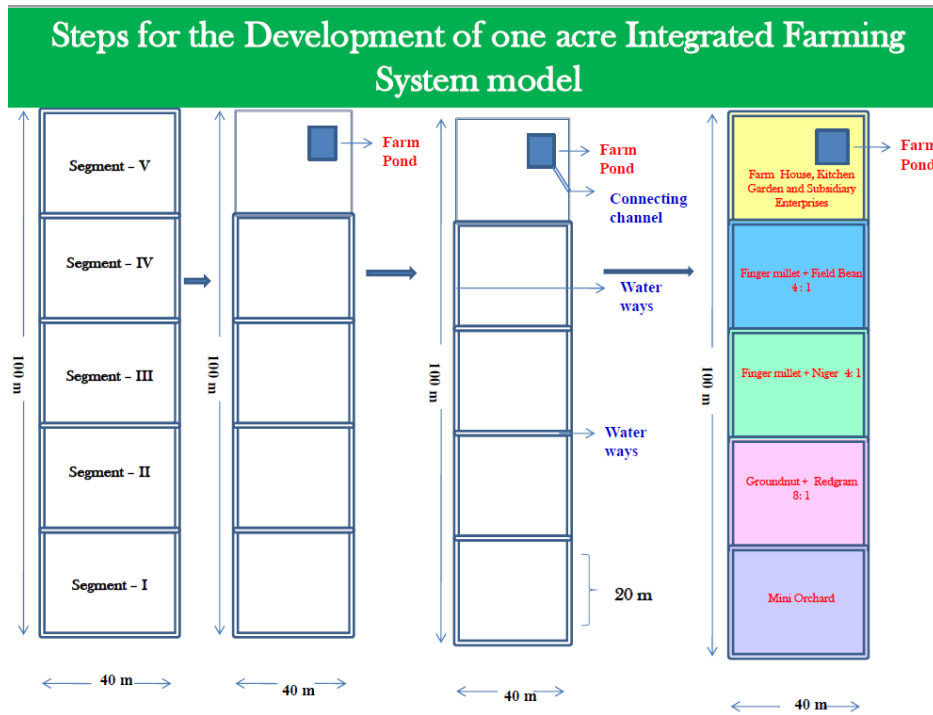 Steps for the Development of one acre Integrated Farming
System model
Segment – V
Segment – IV
Segment – III
Segment – II
Segment – I
100 m
40 m
Farm
Pond
100 m
40 m
Farm
Pond
Connecting
channel
Water
ways
Water
ways
20 m
100 m
40 m
Farm
Pond
Farm House, Kitchen
Garden and Subsidiary
Enterprises
Finger millet + Field Bean
4 : 1
Finger millet + Niger 4: 1
Groundnut + Redgram
8: 1
Mini Orchard
100 m
40 m